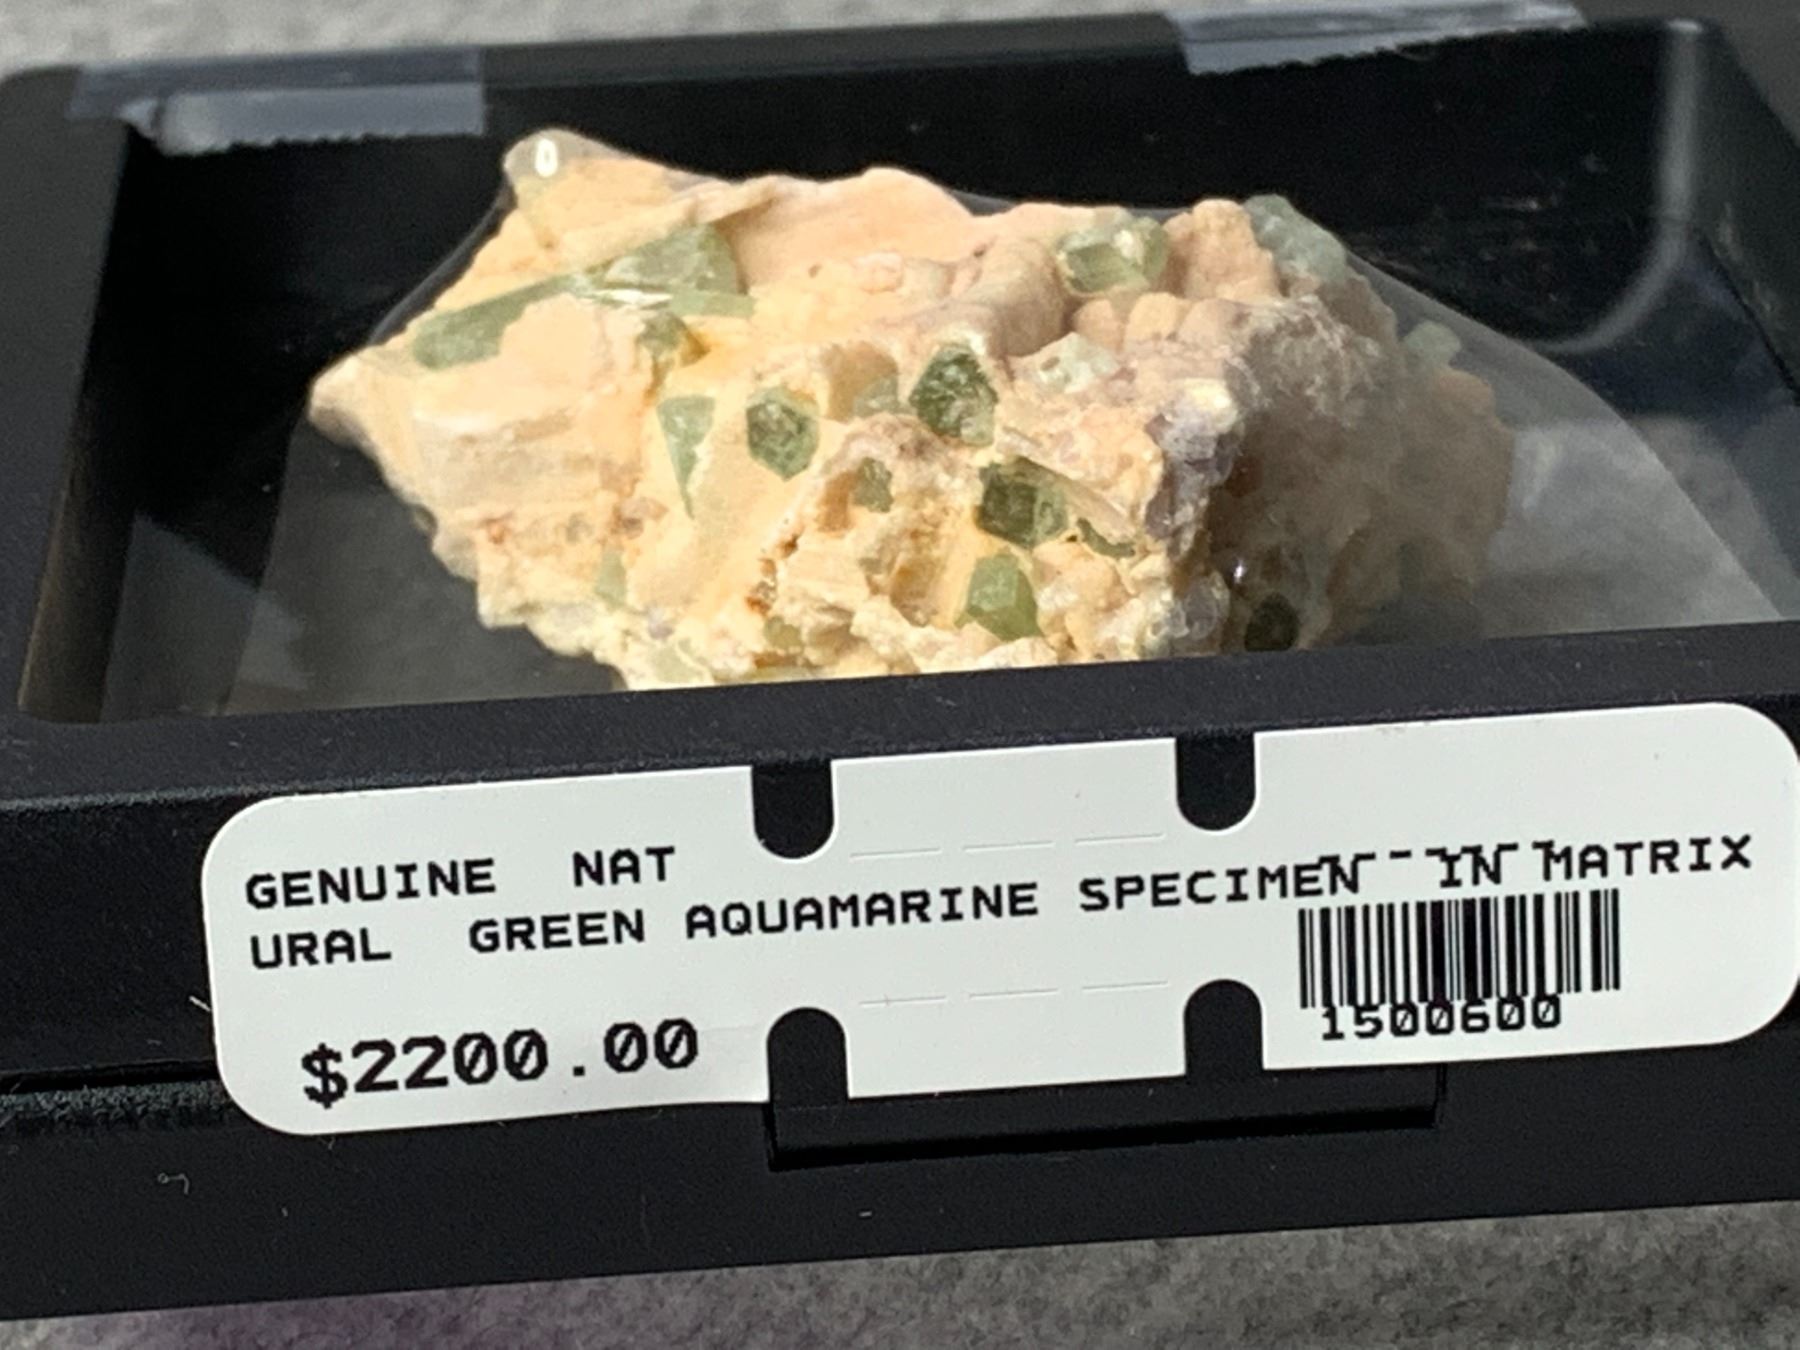 GENUINE NAT
URAL GREEN AQUAMARINE SPECIMEN IN MATRIX
$2200.00
1500600